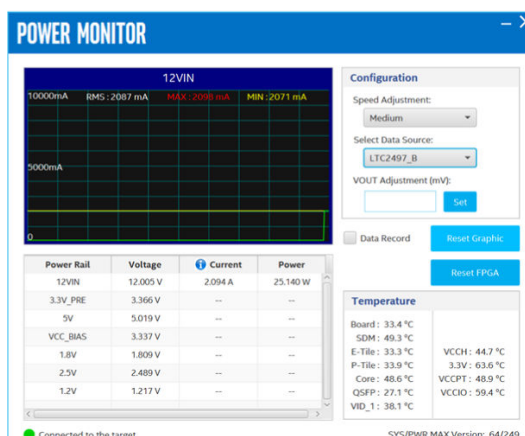 POWER MONITOR
12VIN
10000mA RMS:2087 mA MAX:2095 mA MIN:2071 mA
5000mA
0
Power Rail Voltage Current Power
12VIN 12.005 V 2.094 A 25.140 W
3.3V_PRE 3.366 V -- --
5V 5.019 V -- --
VCC_BIAS 3.337 V -- --
1.8V 1.809 V -- --
2.5V 2.489 V -- --
1.2V 1.217 V -- --
Connected to the target
Configuration
Speed Adjustment:
Medium
Select Data Source:
LTC2497_B
VOUT Adjustment (mV):
Set
Data Record Reset Graphic
Reset FPGA
Temperature
Board: 33.4 °C
SDM: 49.3 °C
E-Tile: 33.3 °C VCCH: 44.7 °C
P-Tile: 33.9 °C 3.3V: 63.6 °C
Core: 48.6 °C VCCPT: 48.9 °C
QSFP: 27.1 °C VCCIO: 59.4 °C
VID_1: 38.1 °C
SYS/PWR MAX Version: 64/249